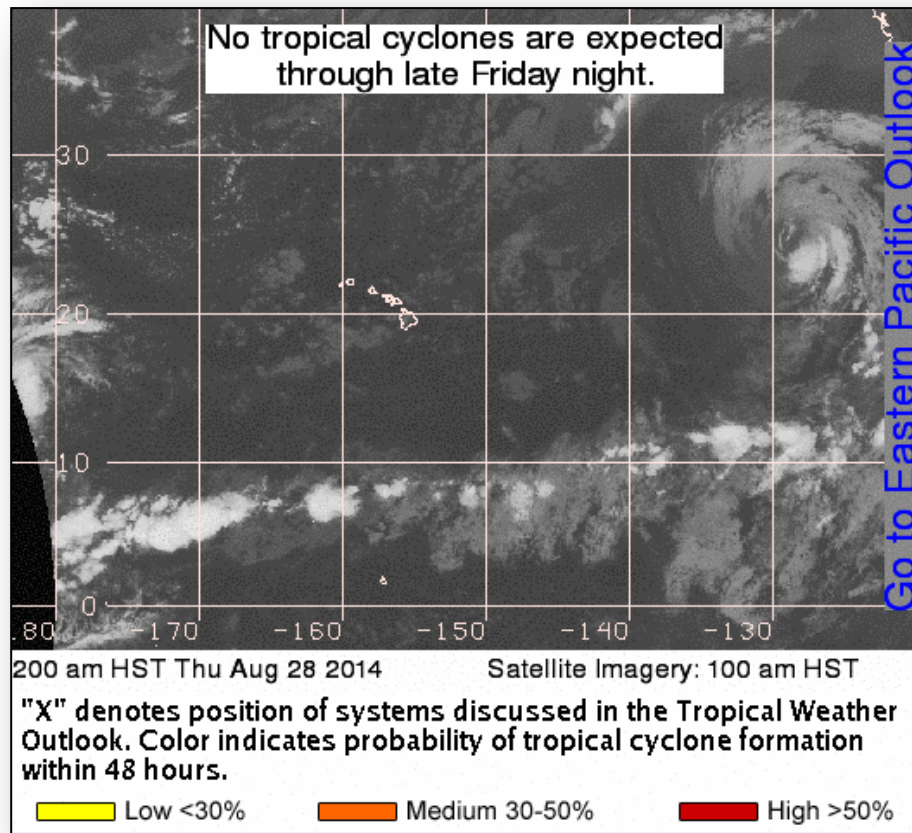 No tropical cyclones are expected
through late Friday night.
Go to Eastern Pacific Outlook
30
20
10
0
.80 -170 -160 -150 -140 -130
200 am HST Thu Aug 28 2014 Satellite Imagery: 100 am HST
"X" denotes position of systems discussed in the Tropical Weather
Outlook. Color indicates probability of tropical cyclone formation
within 48 hours.
Low <30% Medium 30-50% High >50%